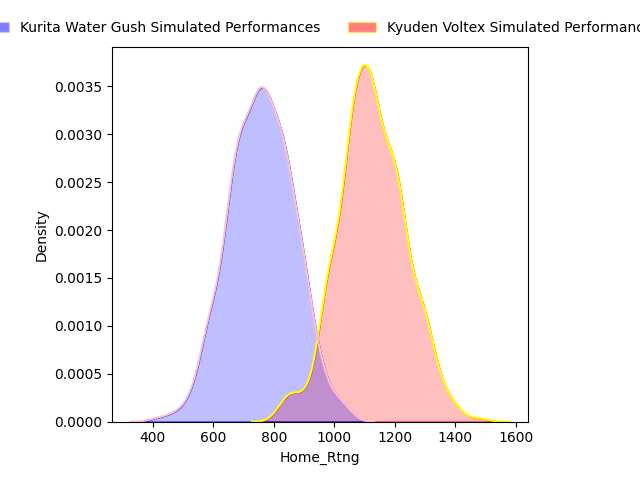 Kurita Water Gush Simulated Performances
Kyuden Voltex Simulated
0.0035
0.0030
0.0025
0.0020
0.0015
0.0010
0.0005
0.0000
Density
400 600 800 1000 1200 1400 1600
Home_Rtng